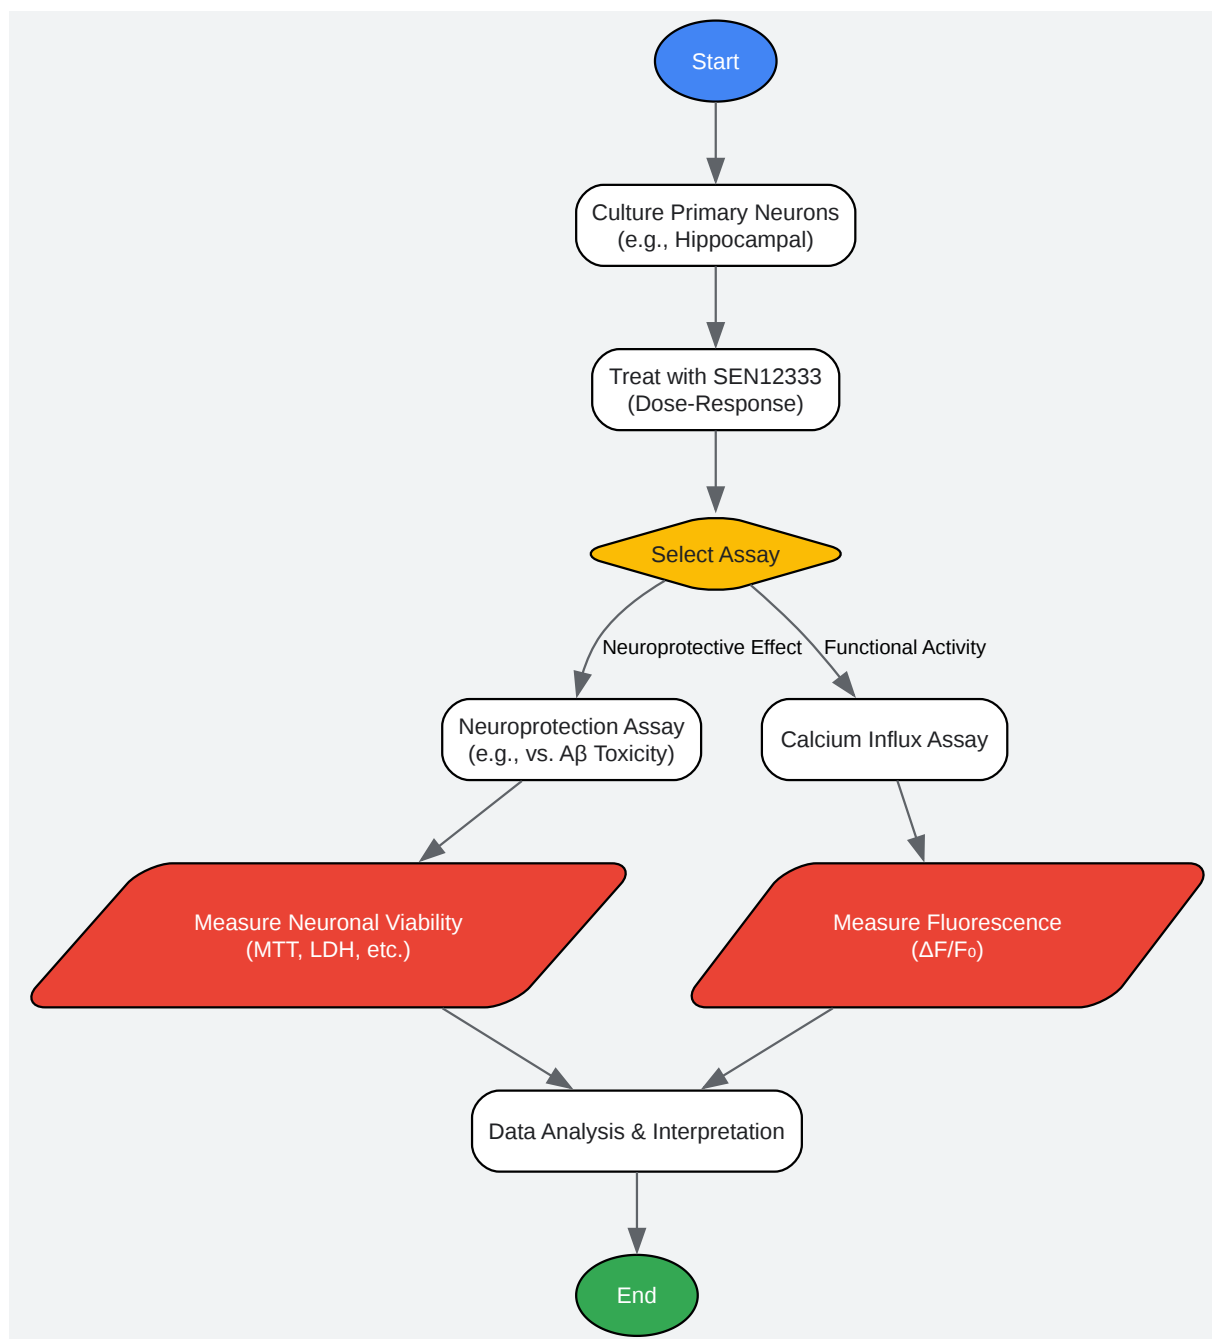 Start
Culture Primary Neurons
(e.g., Hippocampal)
Treat with SEN12333
(Dose-Response)
Select Assay
Neuroprotective Effect
Functional Activity
Neuroprotection Assay
(e.g., vs. Aβ Toxicity)
Calcium Influx Assay
Measure Neuronal Viability
(MTT, LDH, etc.)
Measure Fluorescence
(ΔF/F₀)
Data Analysis & Interpretation
End